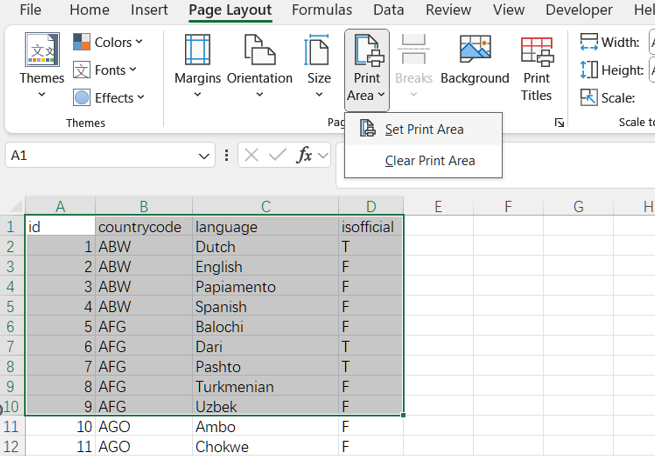 File Home Insert Page Layout Formulas Data Review View Developer Hel
Themes Colors Fonts Effects Margins Orientation Size Print Area Breaks Background Print Titles Width: Height: Scale:
Themes Pag Scale to
Set Print Area
Clear Print Area
A1 fx
A B C D E F G H
1 id countrycode language isofficial
2 1 ABW Dutch T
3 2 ABW English F
4 3 ABW Papiamento F
5 4 ABW Spanish F
6 5 AFG Balochi F
7 6 AFG Dari T
8 7 AFG Pashto T
9 8 AFG Turkmenian F
10 9 AFG Uzbek F
11 10 AGO Ambo F
12 11 AGO Chokwe F